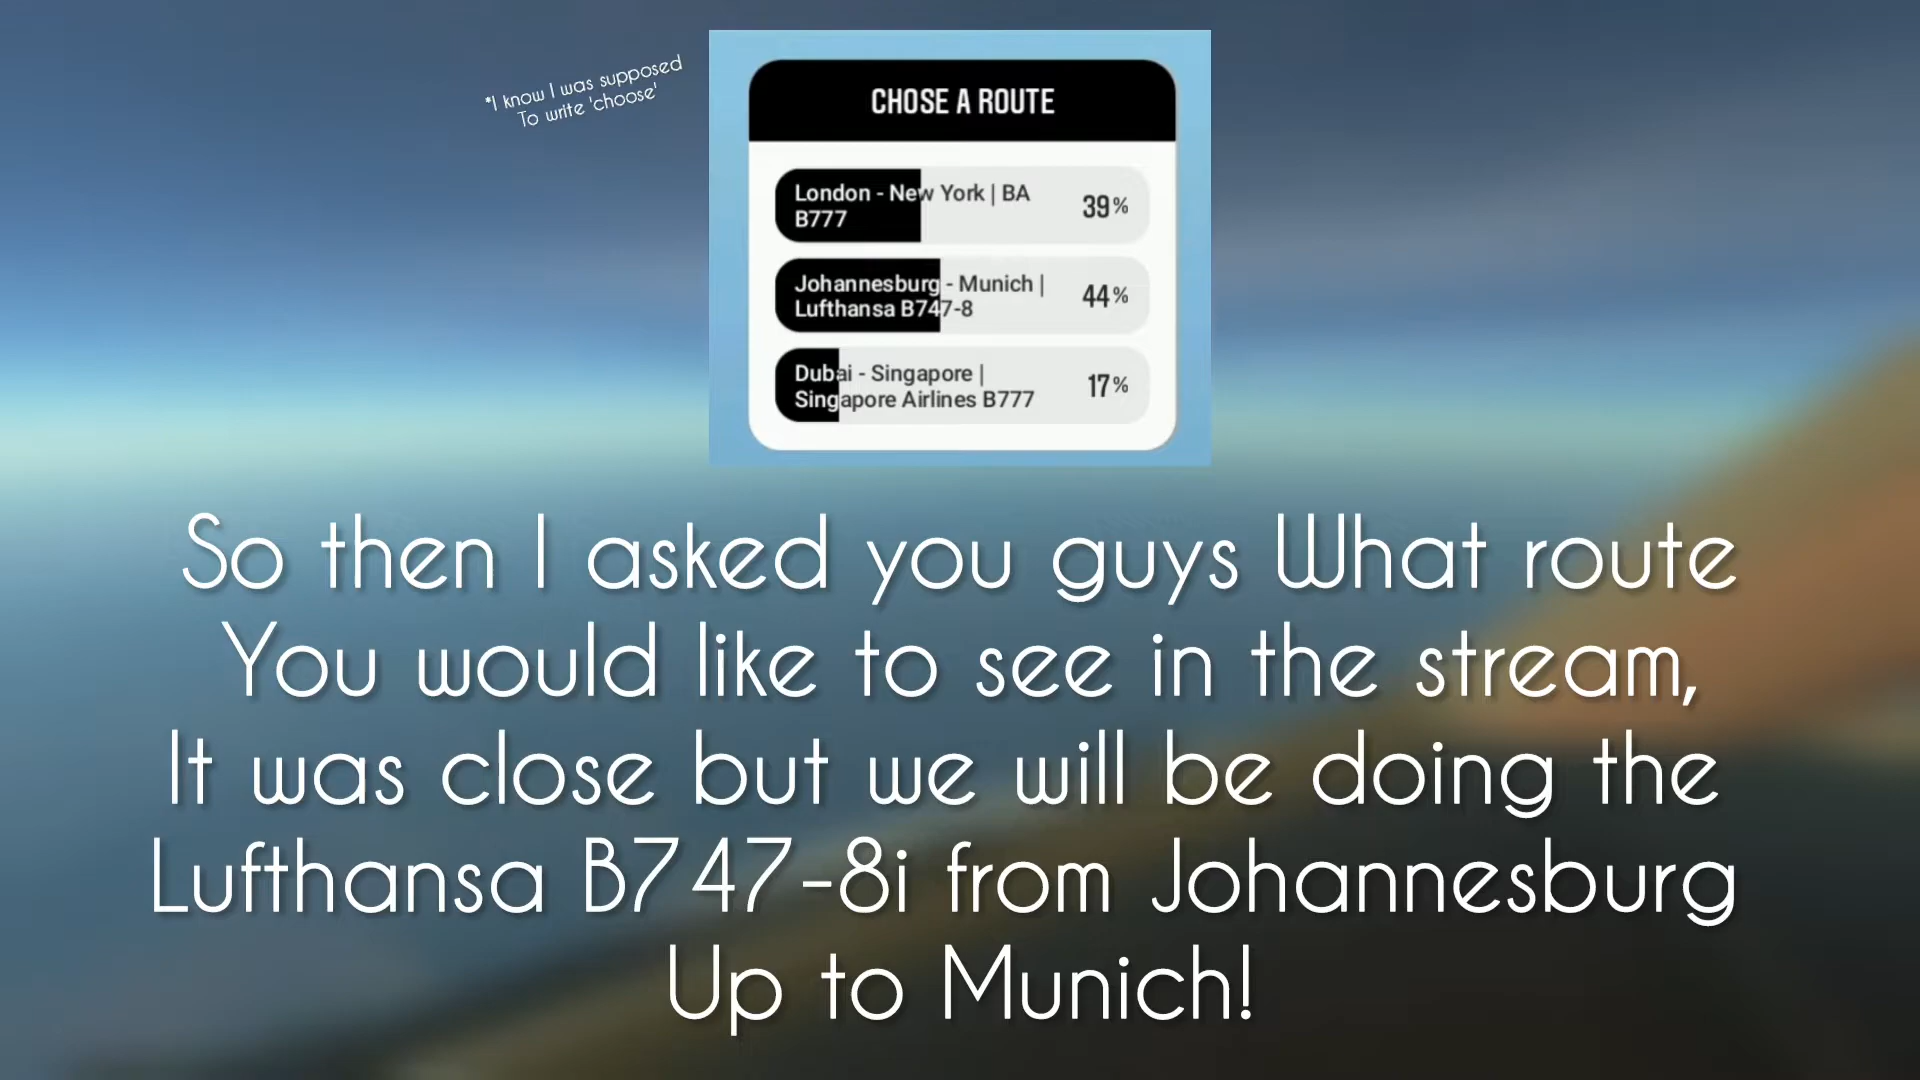 *I know I was supposed
To write 'choose'
CHOSE A ROUTE
London - New York | BA
B777
39%
Johannesburg - Munich |
Lufthansa B747-8
44%
Dubai - Singapore |
Singapore Airlines B777
17%
So then I asked you guys What route
You would like to see in the stream,
It was close but we will be doing the
Lufthansa B747-8i from Johannesburg
Up to Munich!